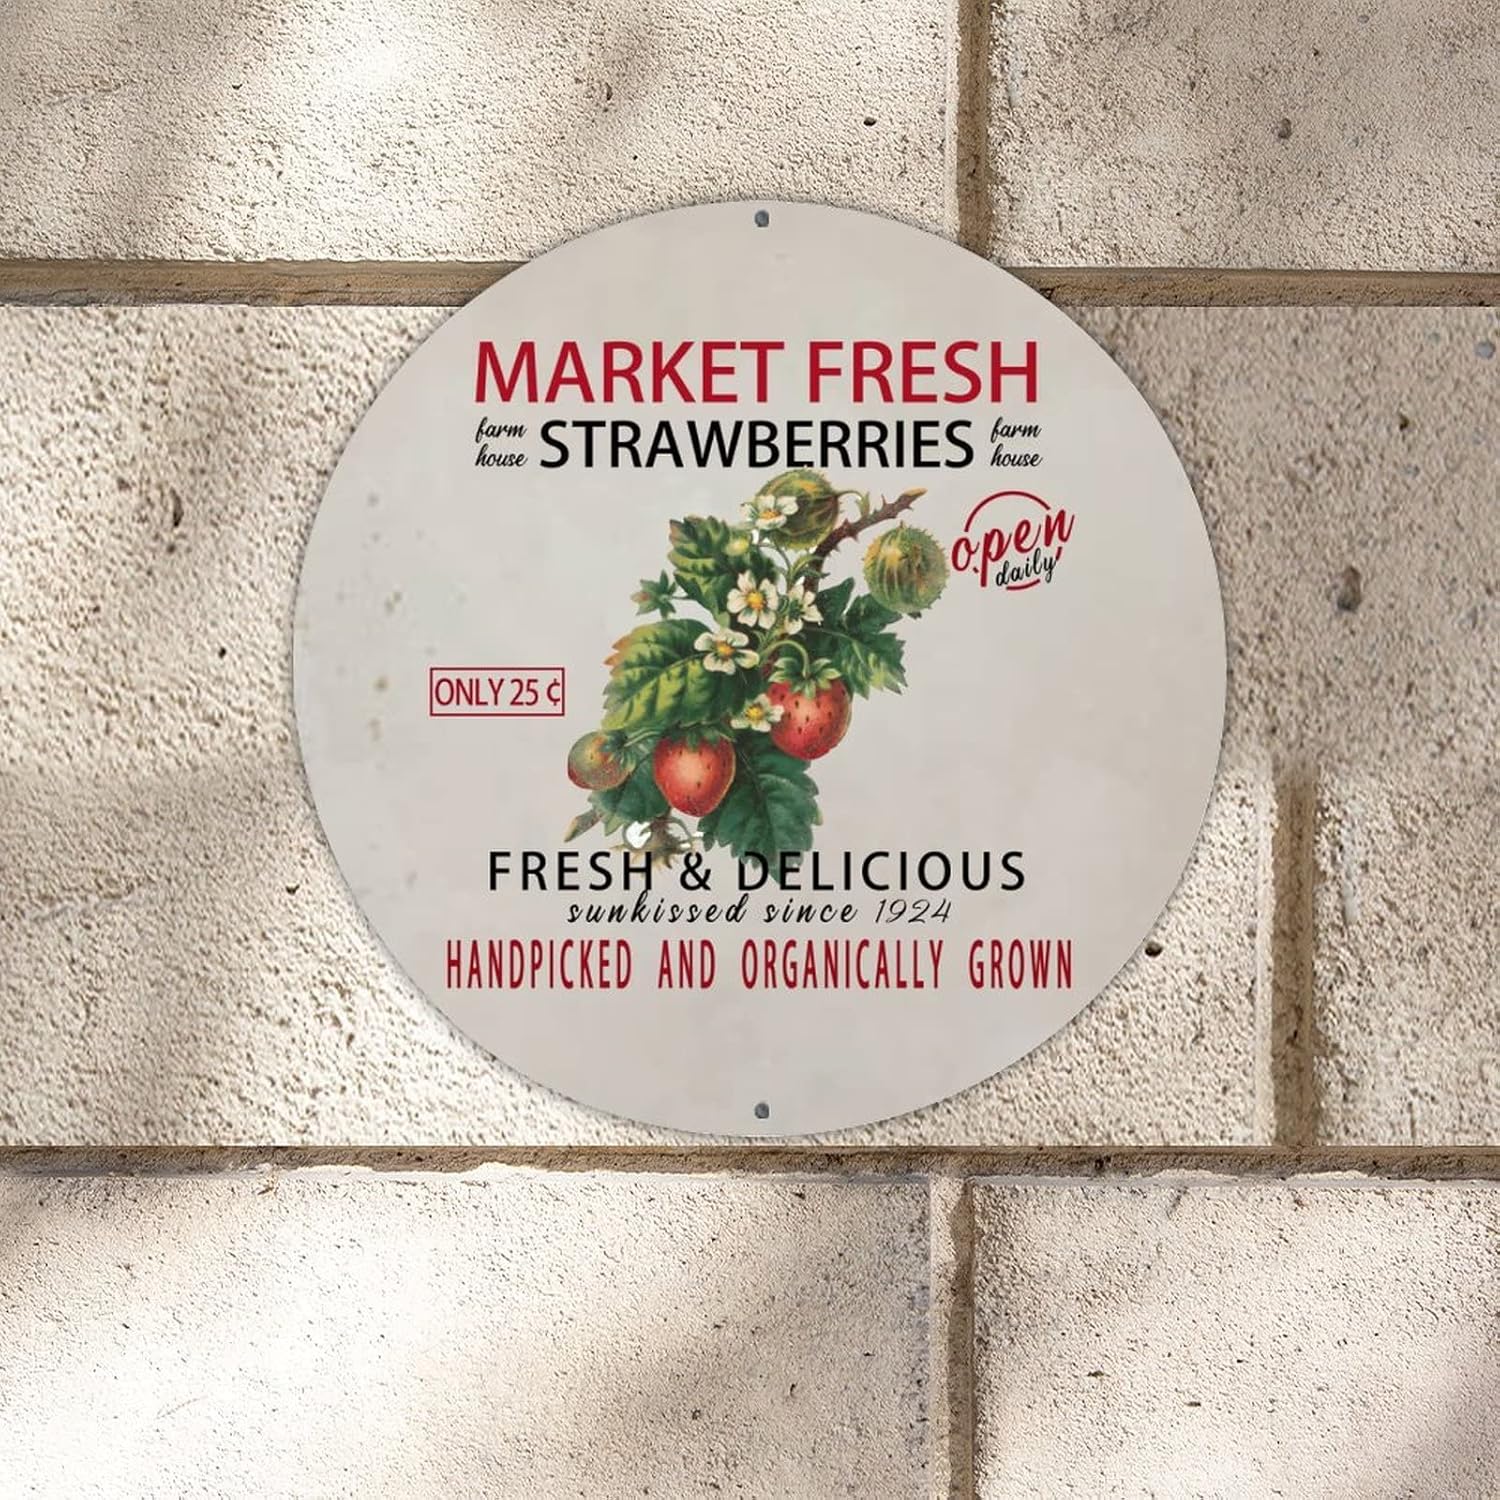 MARKET FRESH
farm house STRAWBERRIES farm house
open daily
ONLY 25 ¢
FRESH & DELICIOUS
sunkissed since 1924
HANDPICKED AND ORGANICALLY GROWN